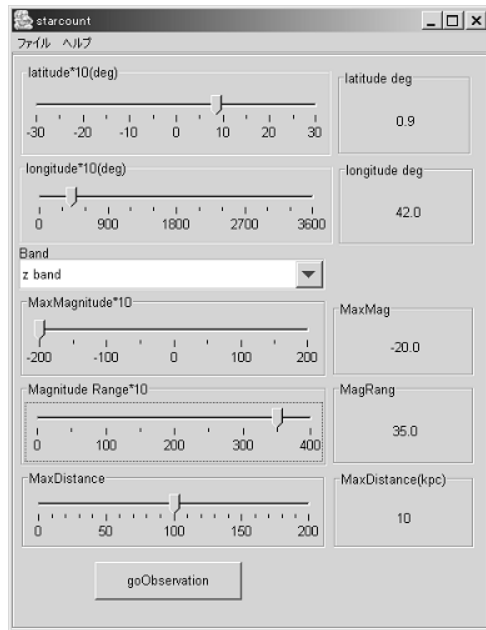 starcount
ファイル ヘルプ
latitude*10(deg)
-30 -20 -10 0 10 20 30
latitude deg
0.9
longitude*10(deg)
0 900 1800 2700 3600
longitude deg
42.0
Band
z band
MaxMagnitude*10
-200 -100 0 100 200
MaxMag
-20.0
Magnitude Range*10
0 100 200 300 400
MagRang
35.0
MaxDistance
0 50 100 150 200
MaxDistance(kpc)
10
goObservation